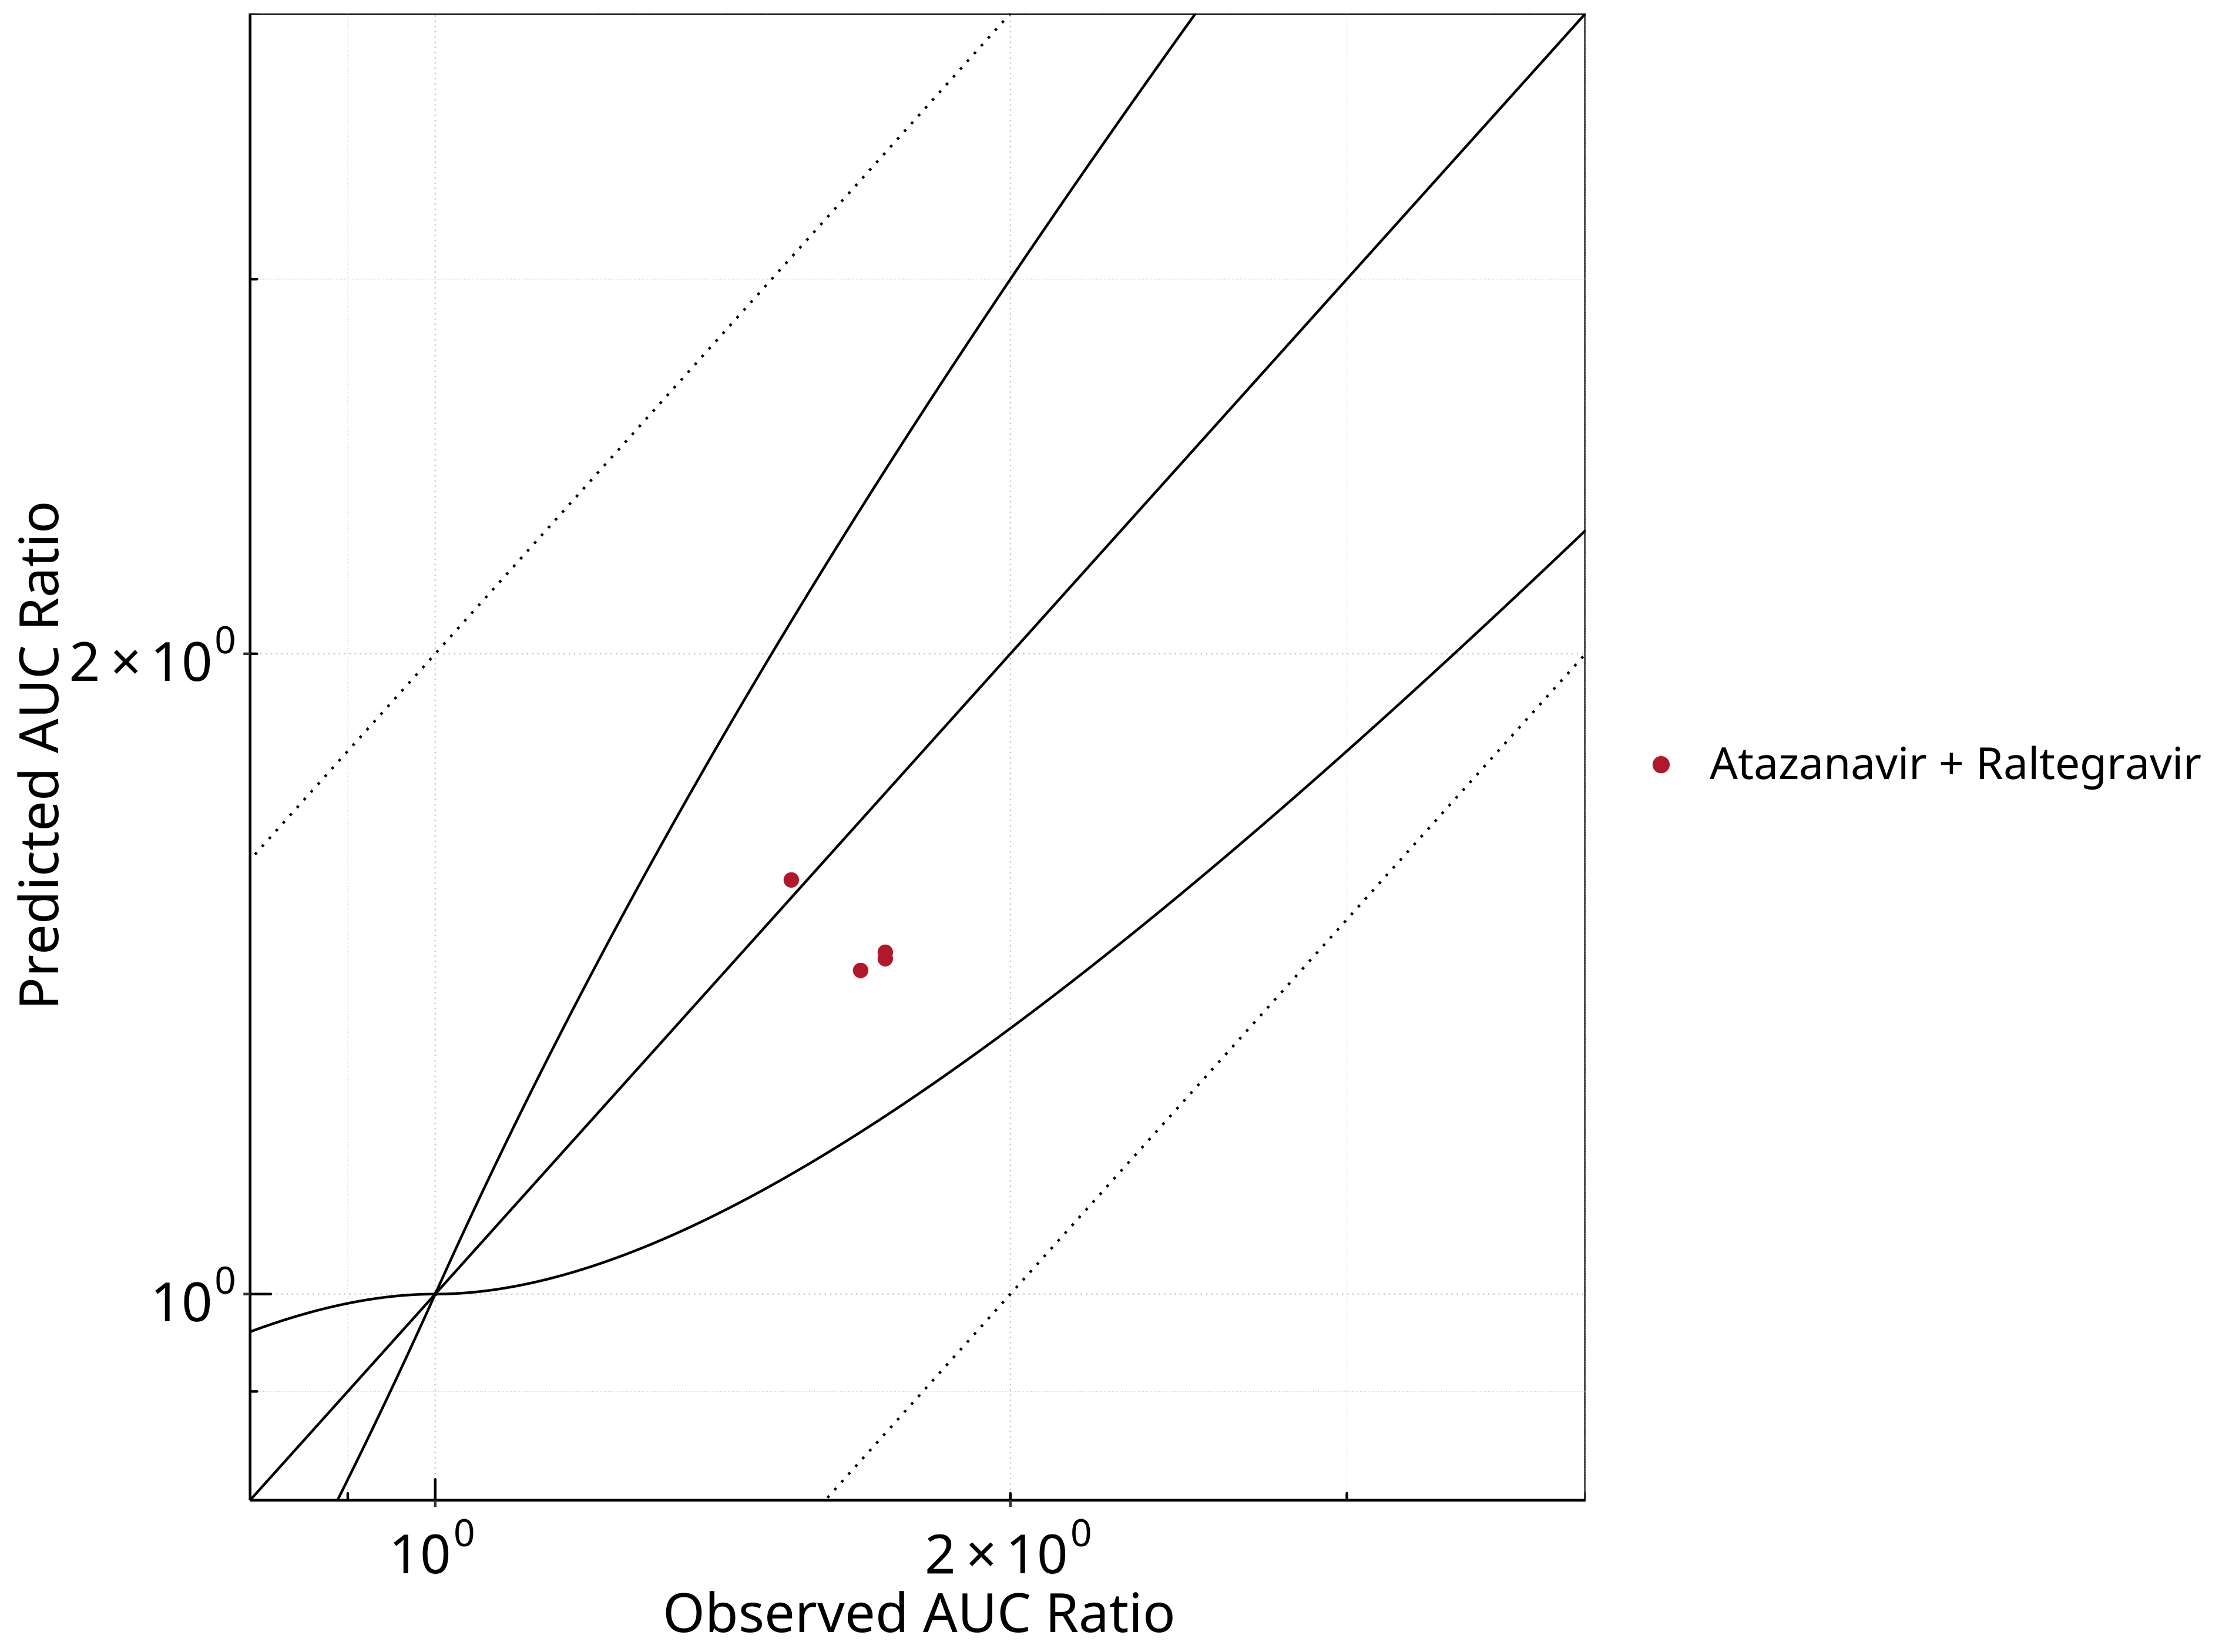 Predicted AUC Ratio
2 × 10⁰
10⁰
10⁰
2 × 10⁰
Observed AUC Ratio
Atazanavir + Raltegravir